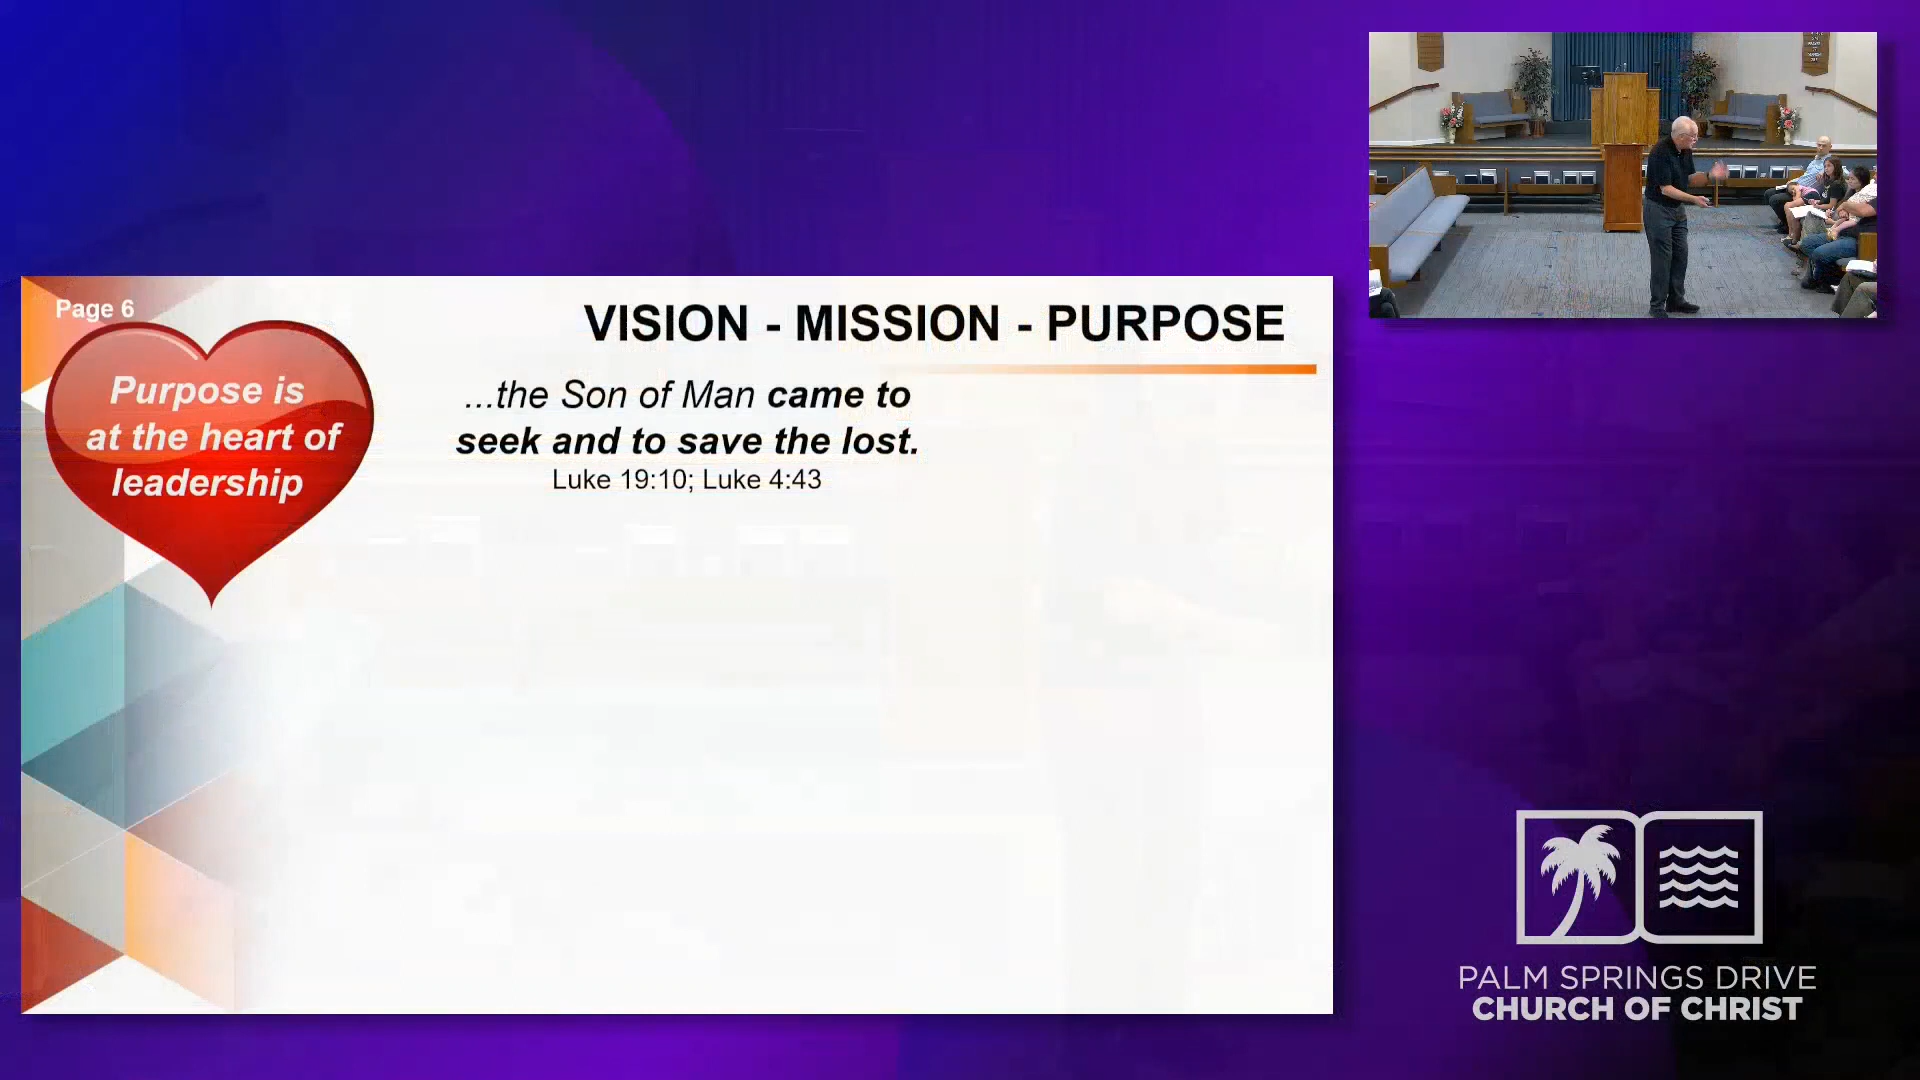 Page 6
VISION - MISSION - PURPOSE
Purpose is
at the heart of
leadership
...the Son of Man came to
seek and to save the lost.
Luke 19:10; Luke 4:43
PALM SPRINGS DRIVE
CHURCH OF CHRIST